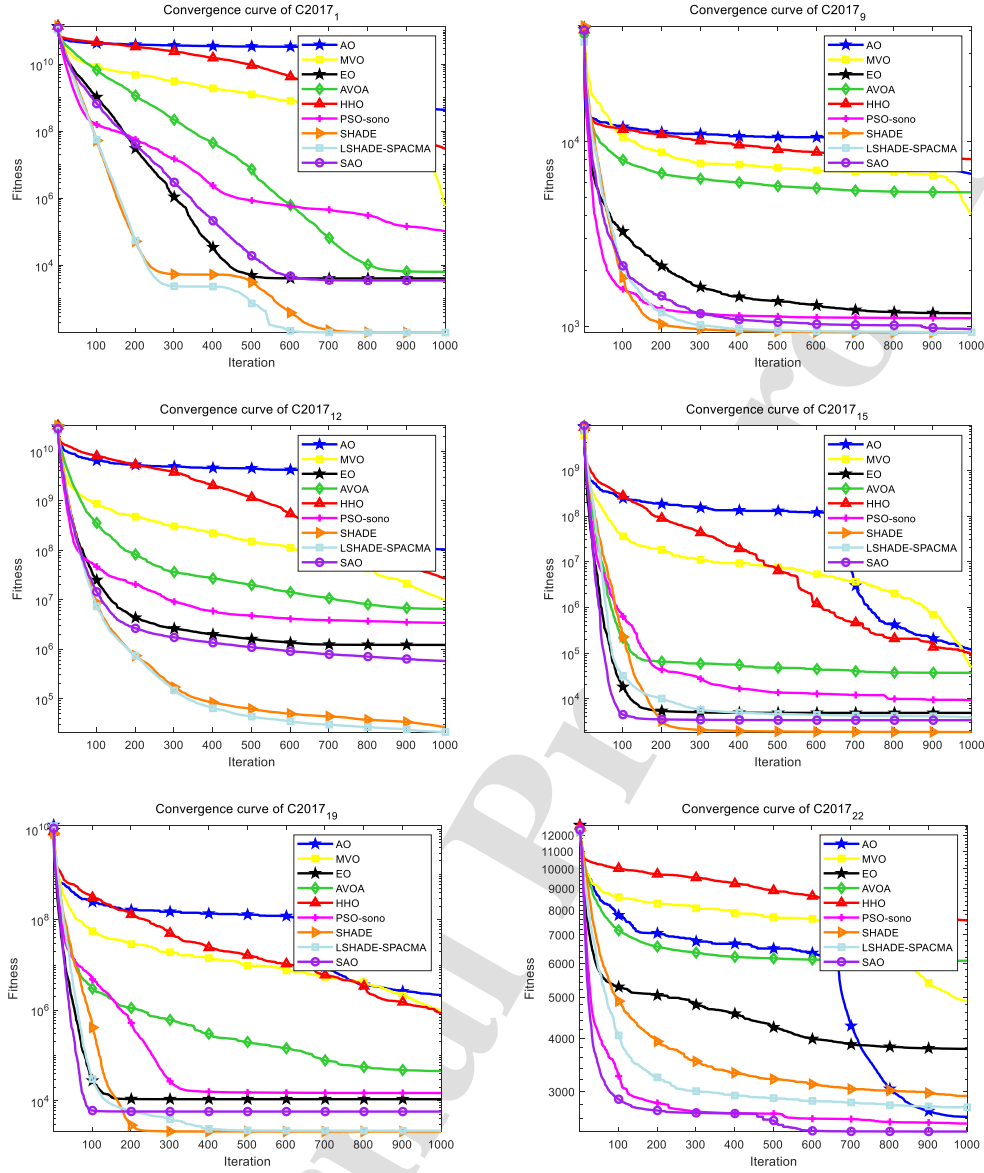 Convergence curve of C2017₁
Fitness
10¹⁰
10⁸
10⁶
10⁴
100 200 300 400 500 600 700 800 900 1000
Iteration
AO
MVO
EO
AVOA
HHO
PSO-sono
SHADE
LSHADE-SPACMA
SAO
Convergence curve of C2017₉
Fitness
10⁴
10³
100 200 300 400 500 600 700 800 900 1000
Iteration
AO
MVO
EO
AVOA
HHO
PSO-sono
SHADE
LSHADE-SPACMA
SAO
Convergence curve of C2017₁₂
Fitness
10¹⁰
10⁹
10⁸
10⁷
10⁶
10⁵
100 200 300 400 500 600 700 800 900 1000
Iteration
AO
MVO
EO
AVOA
HHO
PSO-sono
SHADE
LSHADE-SPACMA
SAO
Convergence curve of C2017₁₅
Fitness
10⁹
10⁸
10⁷
10⁶
10⁵
10⁴
100 200 300 400 500 600 700 800 900 1000
Iteration
AO
MVO
EO
AVOA
HHO
PSO-sono
SHADE
LSHADE-SPACMA
SAO
Convergence curve of C2017₁₉
Fitness
10¹⁰
10⁸
10⁶
10⁴
100 200 300 400 500 600 700 800 900 1000
Iteration
AO
MVO
EO
AVOA
HHO
PSO-sono
SHADE
LSHADE-SPACMA
SAO
Convergence curve of C2017₂₂
Fitness
12000
10000
9000
8000
7000
6000
5000
4000
3000
100 200 300 400 500 600 700 800 900 1000
Iteration
AO
MVO
EO
AVOA
HHO
PSO-sono
SHADE
LSHADE-SPACMA
SAO